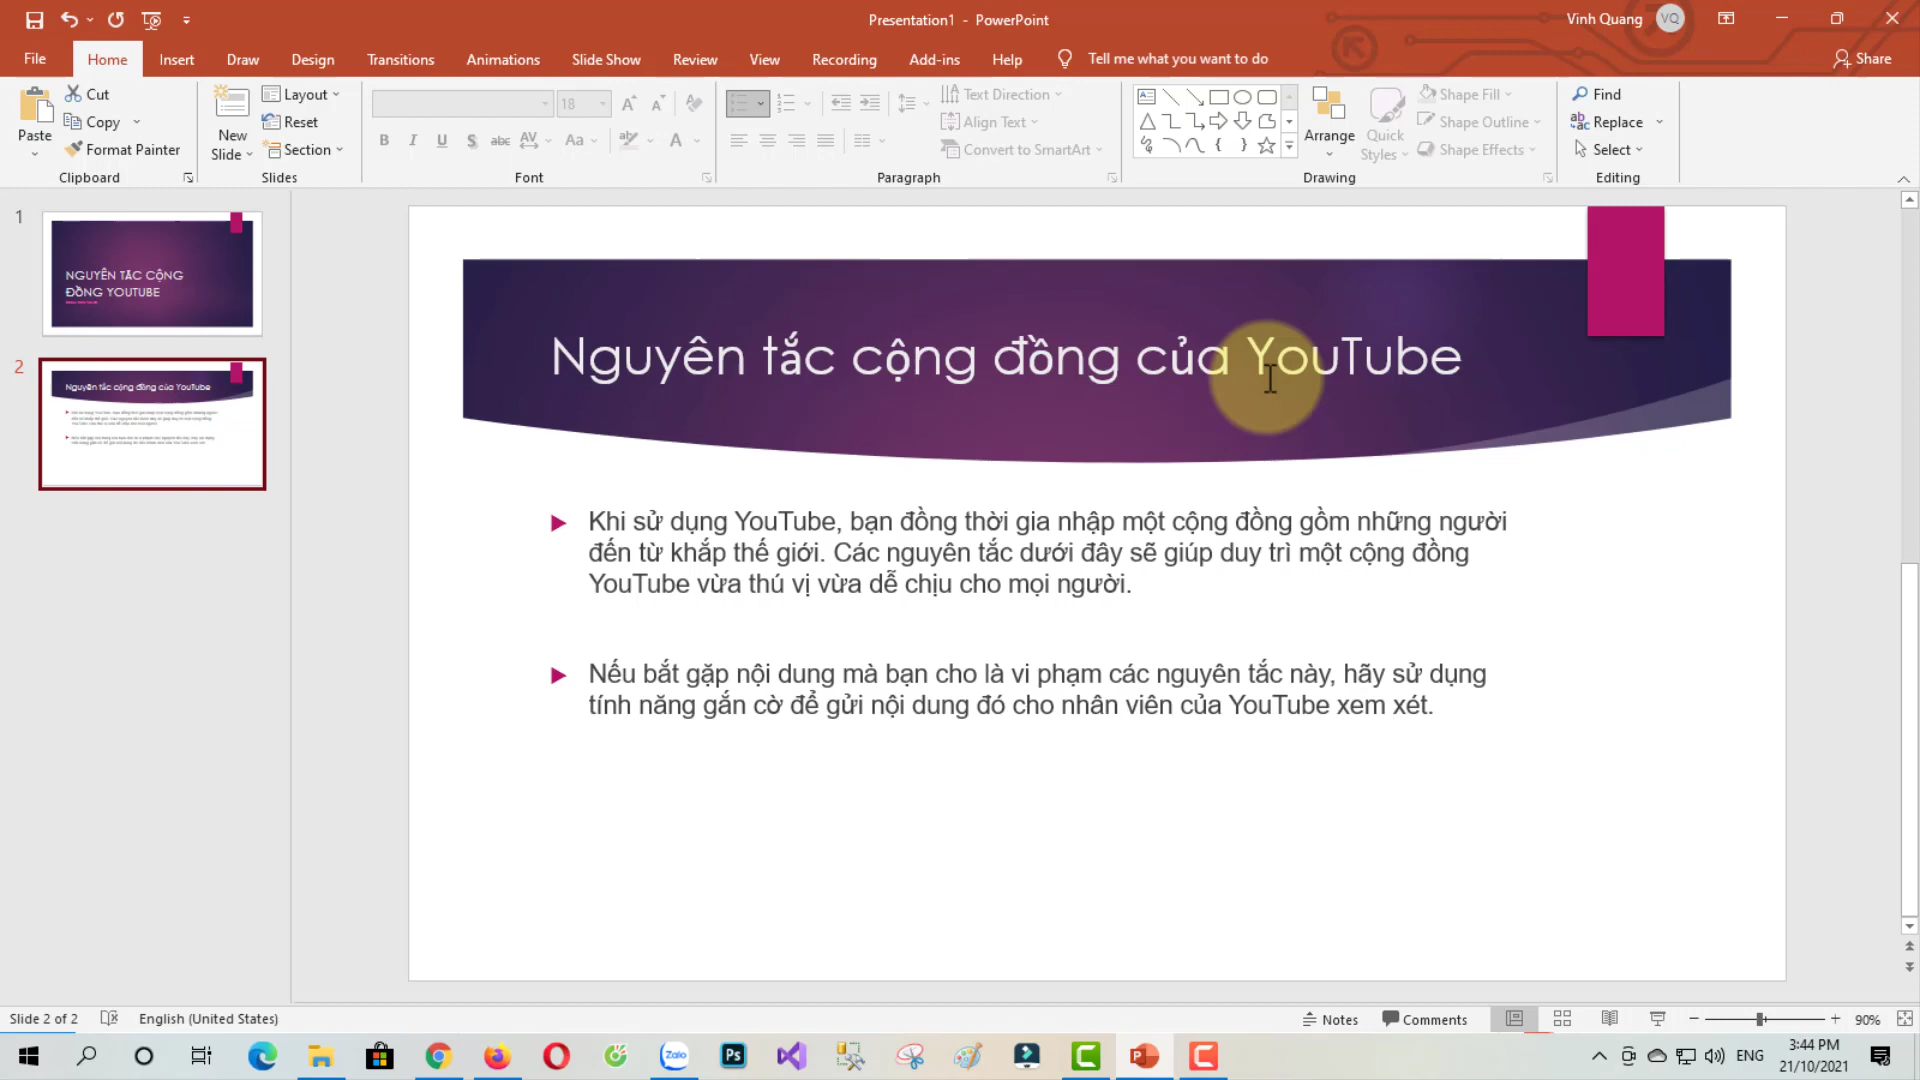 Presentation1 - PowerPoint
Vinh Quang
VQ
File
Home
Insert
Draw
Design
Transitions
Animations
Slide Show
Review
View
Recording
Add-ins
Help
Tell me what you want to do
Share
Paste
Cut
Copy
Format Painter
Clipboard
New Slide
Layout
Reset
Section
Slides
18
Font
Text Direction
Align Text
Convert to SmartArt
Paragraph
Arrange
Quick Styles
Shape Fill
Shape Outline
Shape Effects
Drawing
Find
Replace
Select
Editing
1
NGUYÊN TẮC CỘNG
ĐỒNG YOUTUBE
2
Nguyên tắc cộng đồng của YouTube
Nguyên tắc cộng đồng của YouTube
Khi sử dụng YouTube, bạn đồng thời gia nhập một cộng đồng gồm những người
đến từ khắp thế giới. Các nguyên tắc dưới đây sẽ giúp duy trì một cộng đồng
YouTube vừa thú vị vừa dễ chịu cho mọi người.
Nếu bắt gặp nội dung mà bạn cho là vi phạm các nguyên tắc này, hãy sử dụng
tính năng gắn cờ để gửi nội dung đó cho nhân viên của YouTube xem xét.
Slide 2 of 2
English (United States)
Notes
Comments
90%
Zalo
Ps
ENG
3:44 PM
21/10/2021